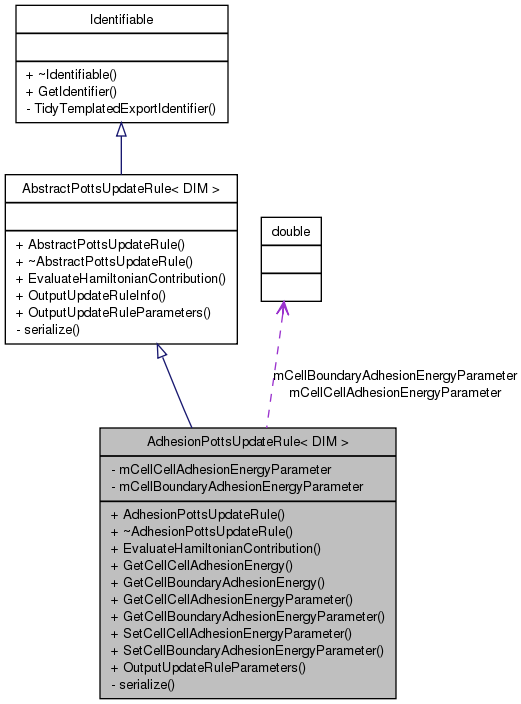 Identifiable
+ ~Identifiable()
+ GetIdentifier()
- TidyTemplatedExportIdentifier()
AbstractPottsUpdateRule< DIM >
+ AbstractPottsUpdateRule()
+ ~AbstractPottsUpdateRule()
+ EvaluateHamiltonianContribution()
+ OutputUpdateRuleInfo()
+ OutputUpdateRuleParameters()
- serialize()
double
mCellBoundaryAdhesionEnergyParameter
mCellCellAdhesionEnergyParameter
AdhesionPottsUpdateRule< DIM >
- mCellCellAdhesionEnergyParameter
- mCellBoundaryAdhesionEnergyParameter
+ AdhesionPottsUpdateRule()
+ ~AdhesionPottsUpdateRule()
+ EvaluateHamiltonianContribution()
+ GetCellCellAdhesionEnergy()
+ GetCellBoundaryAdhesionEnergy()
+ GetCellCellAdhesionEnergyParameter()
+ GetCellBoundaryAdhesionEnergyParameter()
+ SetCellCellAdhesionEnergyParameter()
+ SetCellBoundaryAdhesionEnergyParameter()
+ OutputUpdateRuleParameters()
- serialize()